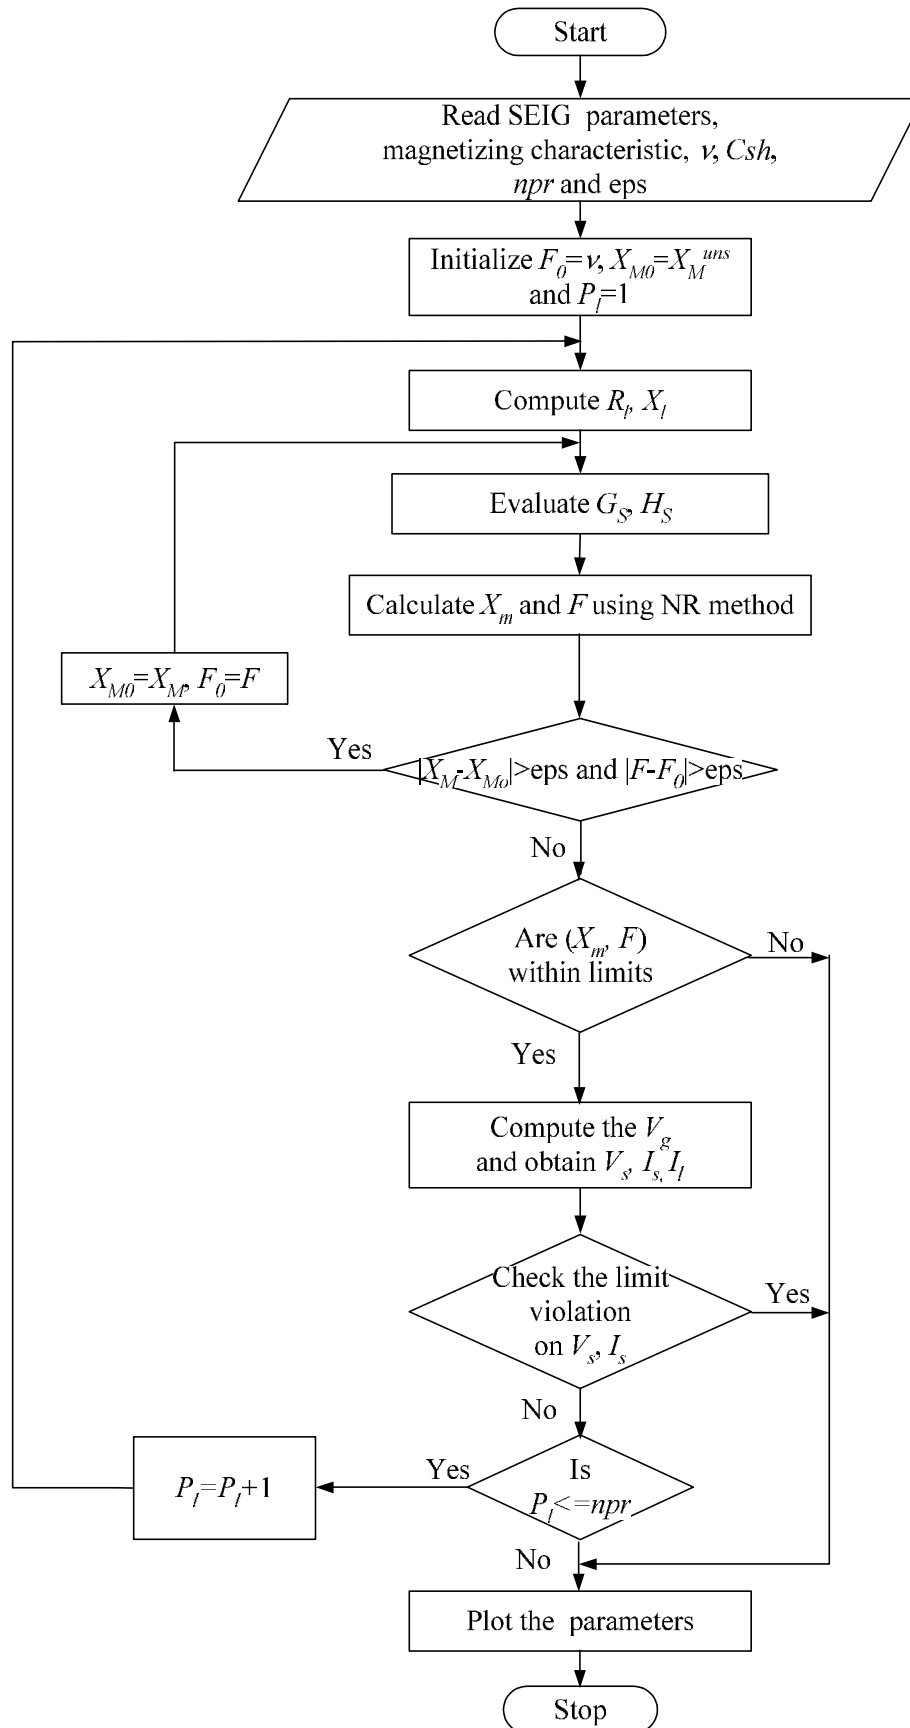 Start
Read SEIG parameters,
magnetizing characteristic, ν, Csh,
npr and eps
Initialize F0=ν, XM0=XM^uns
and Pl=1
Compute Rl, Xl
Evaluate GS, HS
Calculate Xm and F using NR method
XM0=XM, F0=F
Yes
|XM-XMo|>eps and |F-F0|>eps
No
Are (Xm, F)
within limits
No
Yes
Compute the Vg
and obtain Vs, Is, Il
Check the limit
violation
on Vs, Is
Yes
No
Pl=Pl+1
Yes
Is
Pl<=npr
No
Plot the parameters
Stop